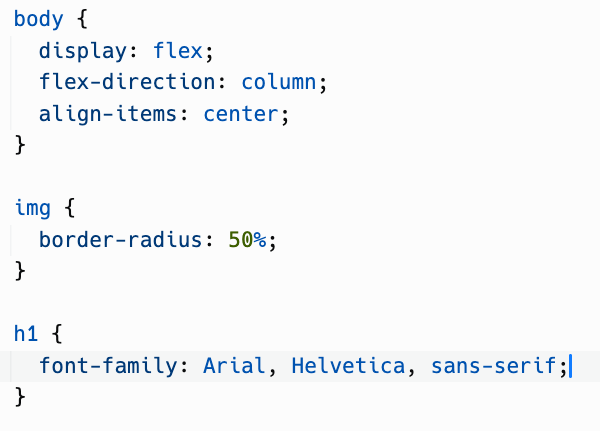 body {
  display: flex;
  flex-direction: column;
  align-items: center;
}

img {
  border-radius: 50%;
}

h1 {
  font-family: Arial, Helvetica, sans-serif;
}